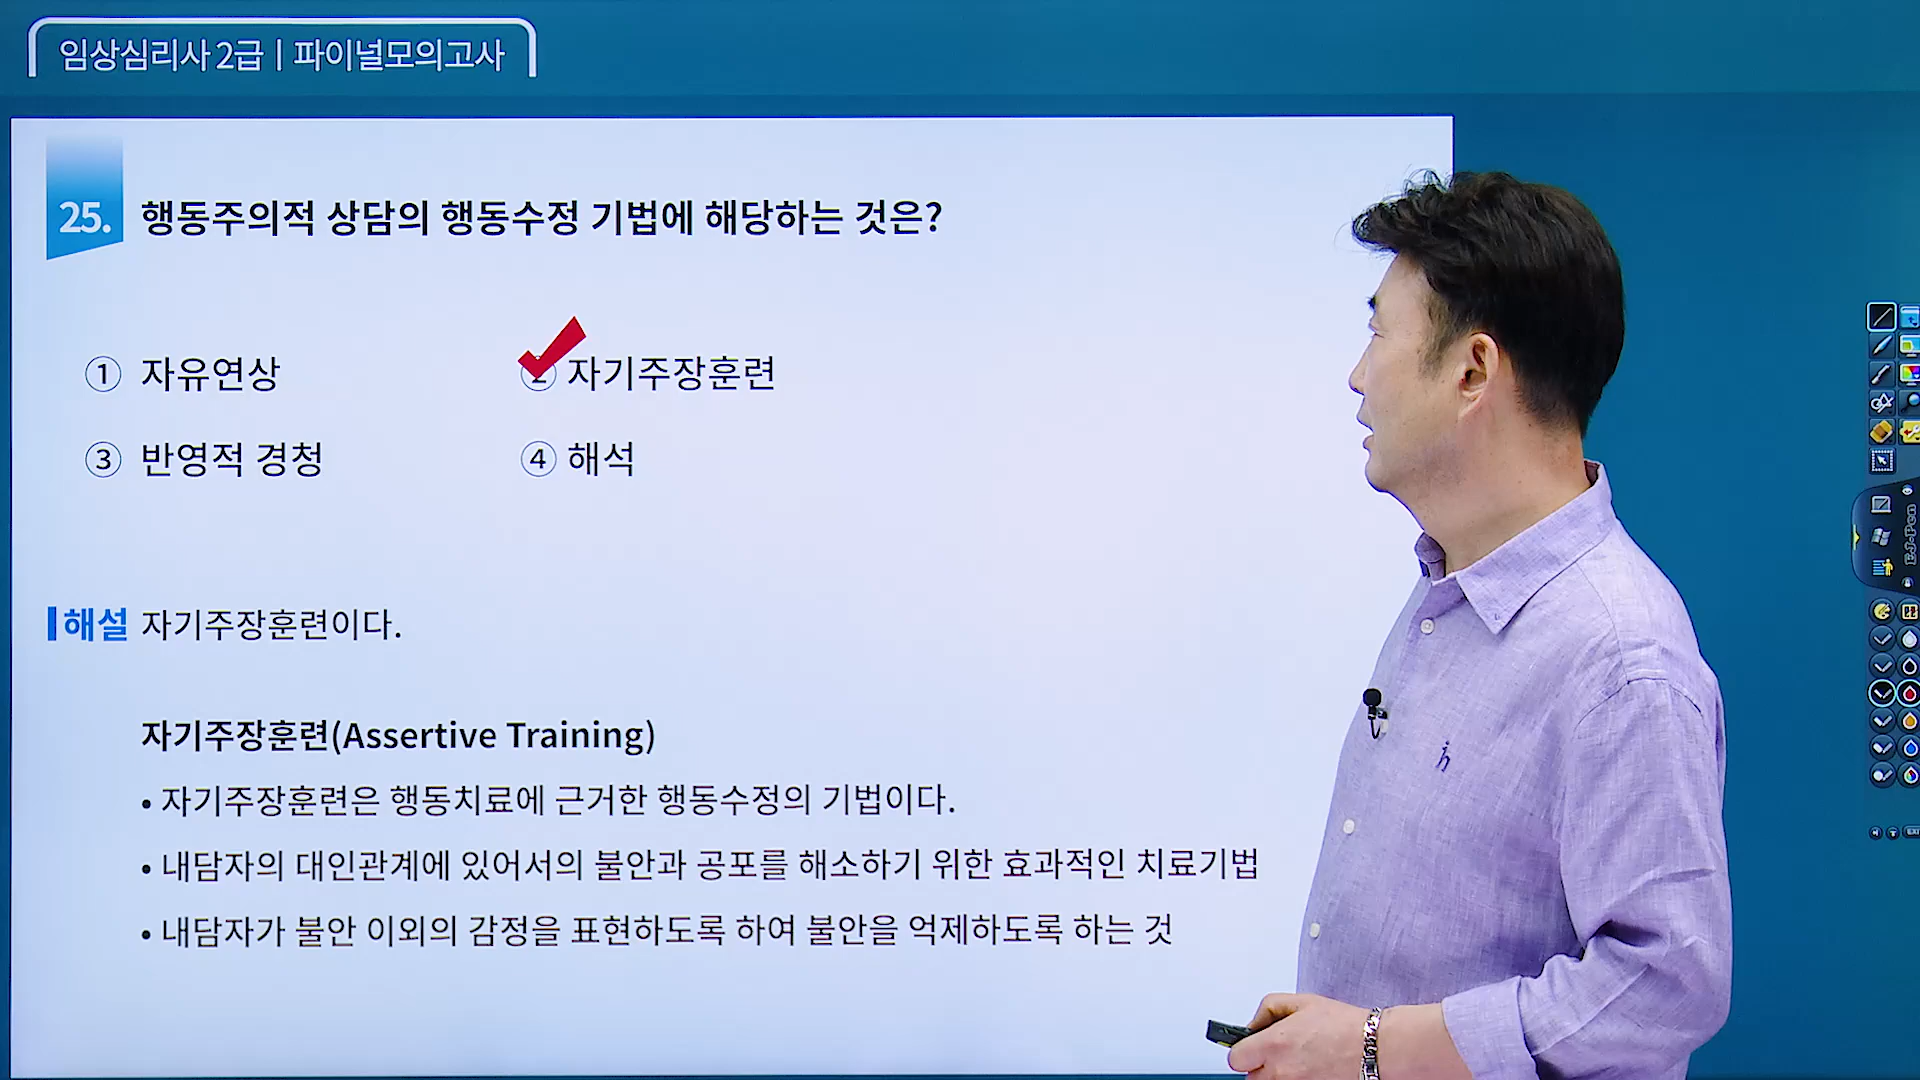 임상심리사 2급 | 파이널모의고사
25. 행동주의적 상담의 행동수정 기법에 해당하는 것은?
① 자유연상
② 자기주장훈련
③ 반영적 경청
④ 해석
해설 자기주장훈련이다.
자기주장훈련(Assertive Training)
• 자기주장훈련은 행동치료에 근거한 행동수정의 기법이다.
• 내담자의 대인관계에 있어서의 불안과 공포를 해소하기 위한 효과적인 치료기법
• 내담자가 불안 이외의 감정을 표현하도록 하여 불안을 억제하도록 하는 것
E.J-Pen